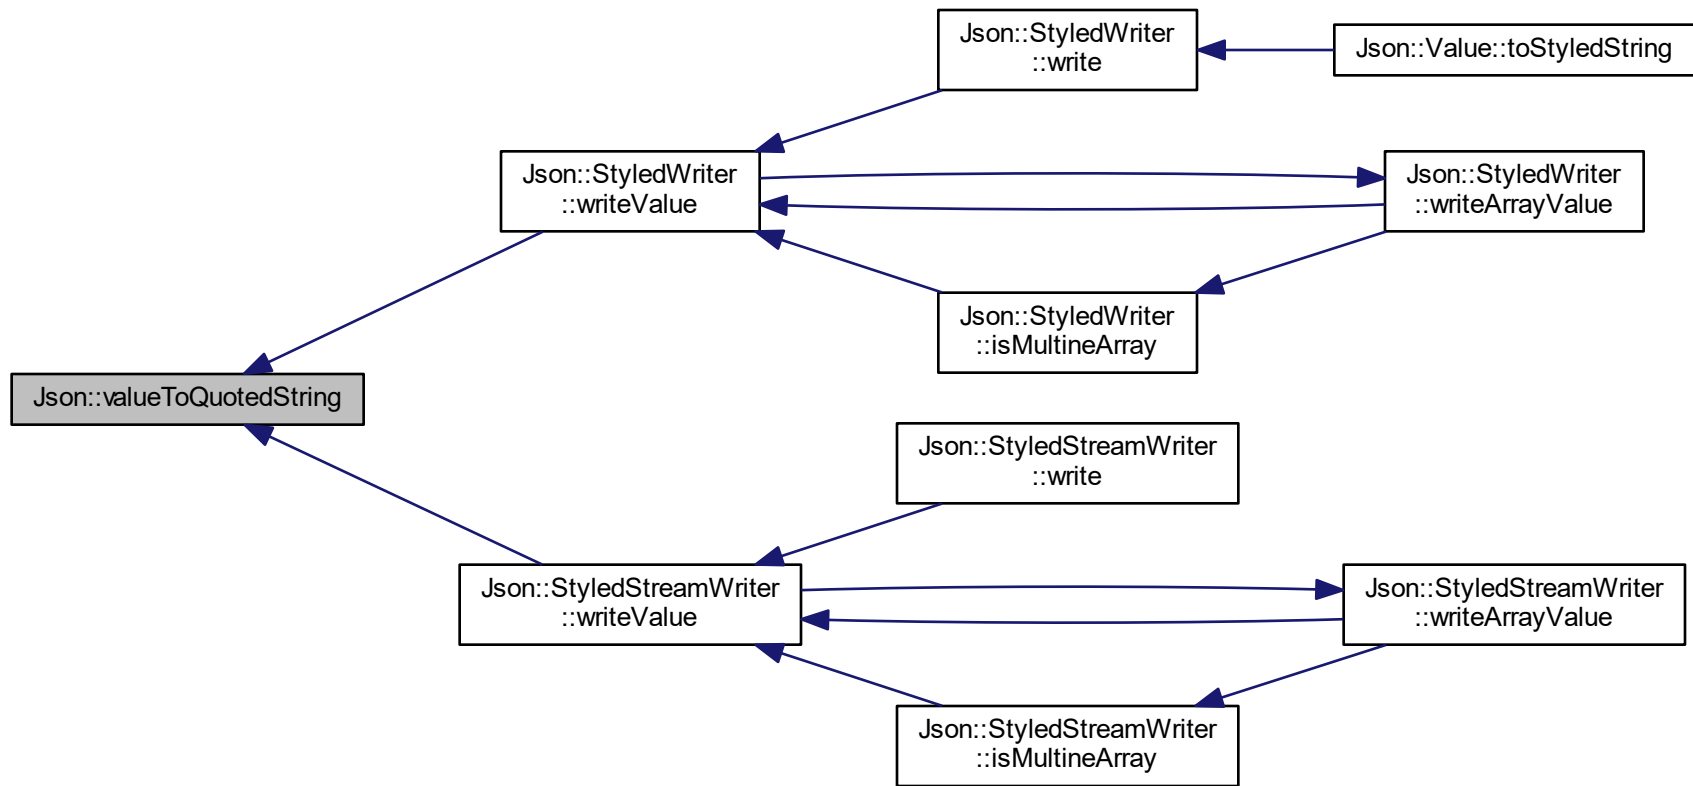 Json::StyledWriter
::write
Json::Value::toStyledString
Json::StyledWriter
::writeValue
Json::StyledWriter
::writeArrayValue
Json::StyledWriter
::isMultineArray
Json::valueToQuotedString
Json::StyledStreamWriter
::write
Json::StyledStreamWriter
::writeValue
Json::StyledStreamWriter
::writeArrayValue
Json::StyledStreamWriter
::isMultineArray